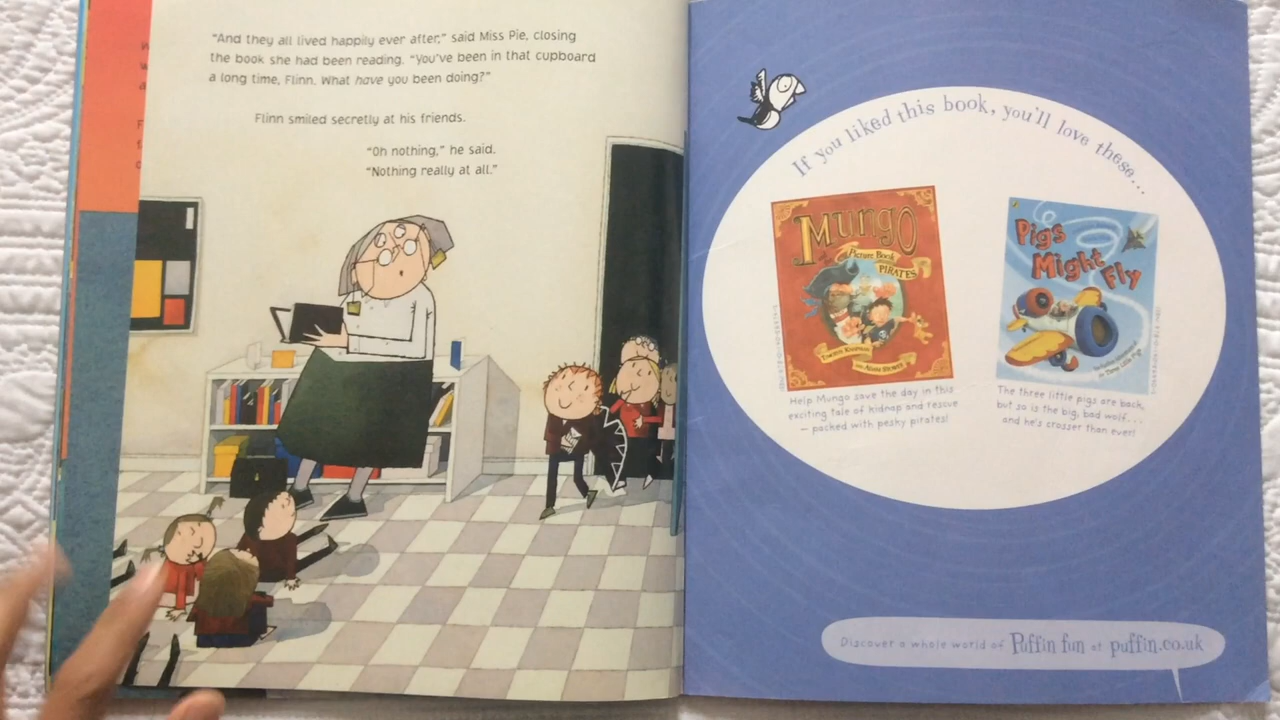 “And they all lived happily ever after,” said Miss Pie, closing
the book she had been reading. “You’ve been in that cupboard
a long time, Flinn. What have you been doing?”
Flinn smiled secretly at his friends.
“Oh nothing,” he said.
“Nothing really at all.”
If you liked this book, you’ll love these...
Mungo
Picture Book
PIRATES
Pigs
Might
Fly
Help Mungo save the day in this
exciting tale of kidnap and rescue
– packed with pesky pirates!
The three little pigs are back,
but so is the big, bad wolf...
and he’s crosser than ever!
Discover a whole world of Puffin fun at puffin.co.uk